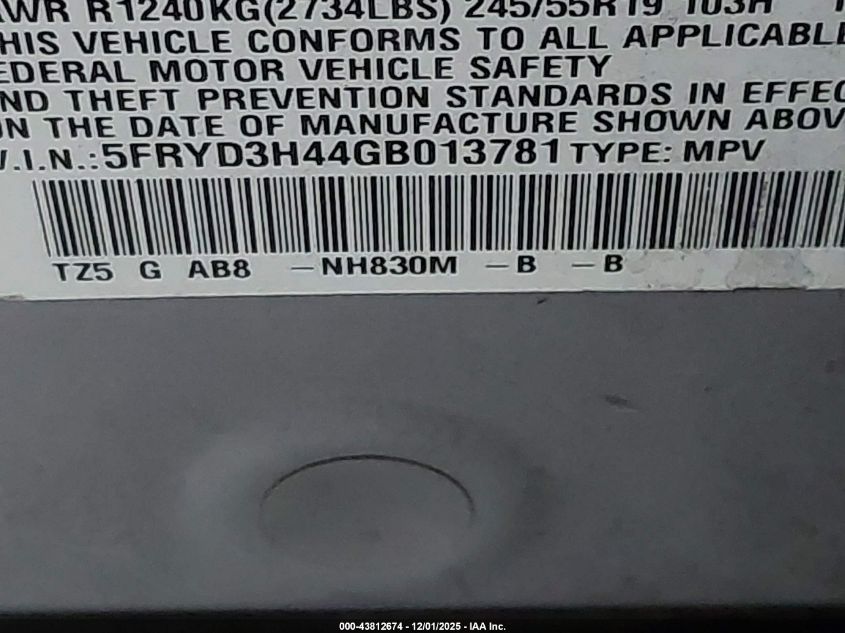 WR R1240KG(2734LBS) 245/55R19 103H
HIS VEHICLE CONFORMS TO ALL APPLICABLE
EDERAL MOTOR VEHICLE SAFETY
ND THEFT PREVENTION STANDARDS IN EFFEC
N THE DATE OF MANUFACTURE SHOWN ABOV
V.I.N.:5FRYD3H44GB013781 TYPE: MPV
TZ5 G AB8 -NH830M -B -B
000-43812674 - 12/01/2025 - IAA Inc.